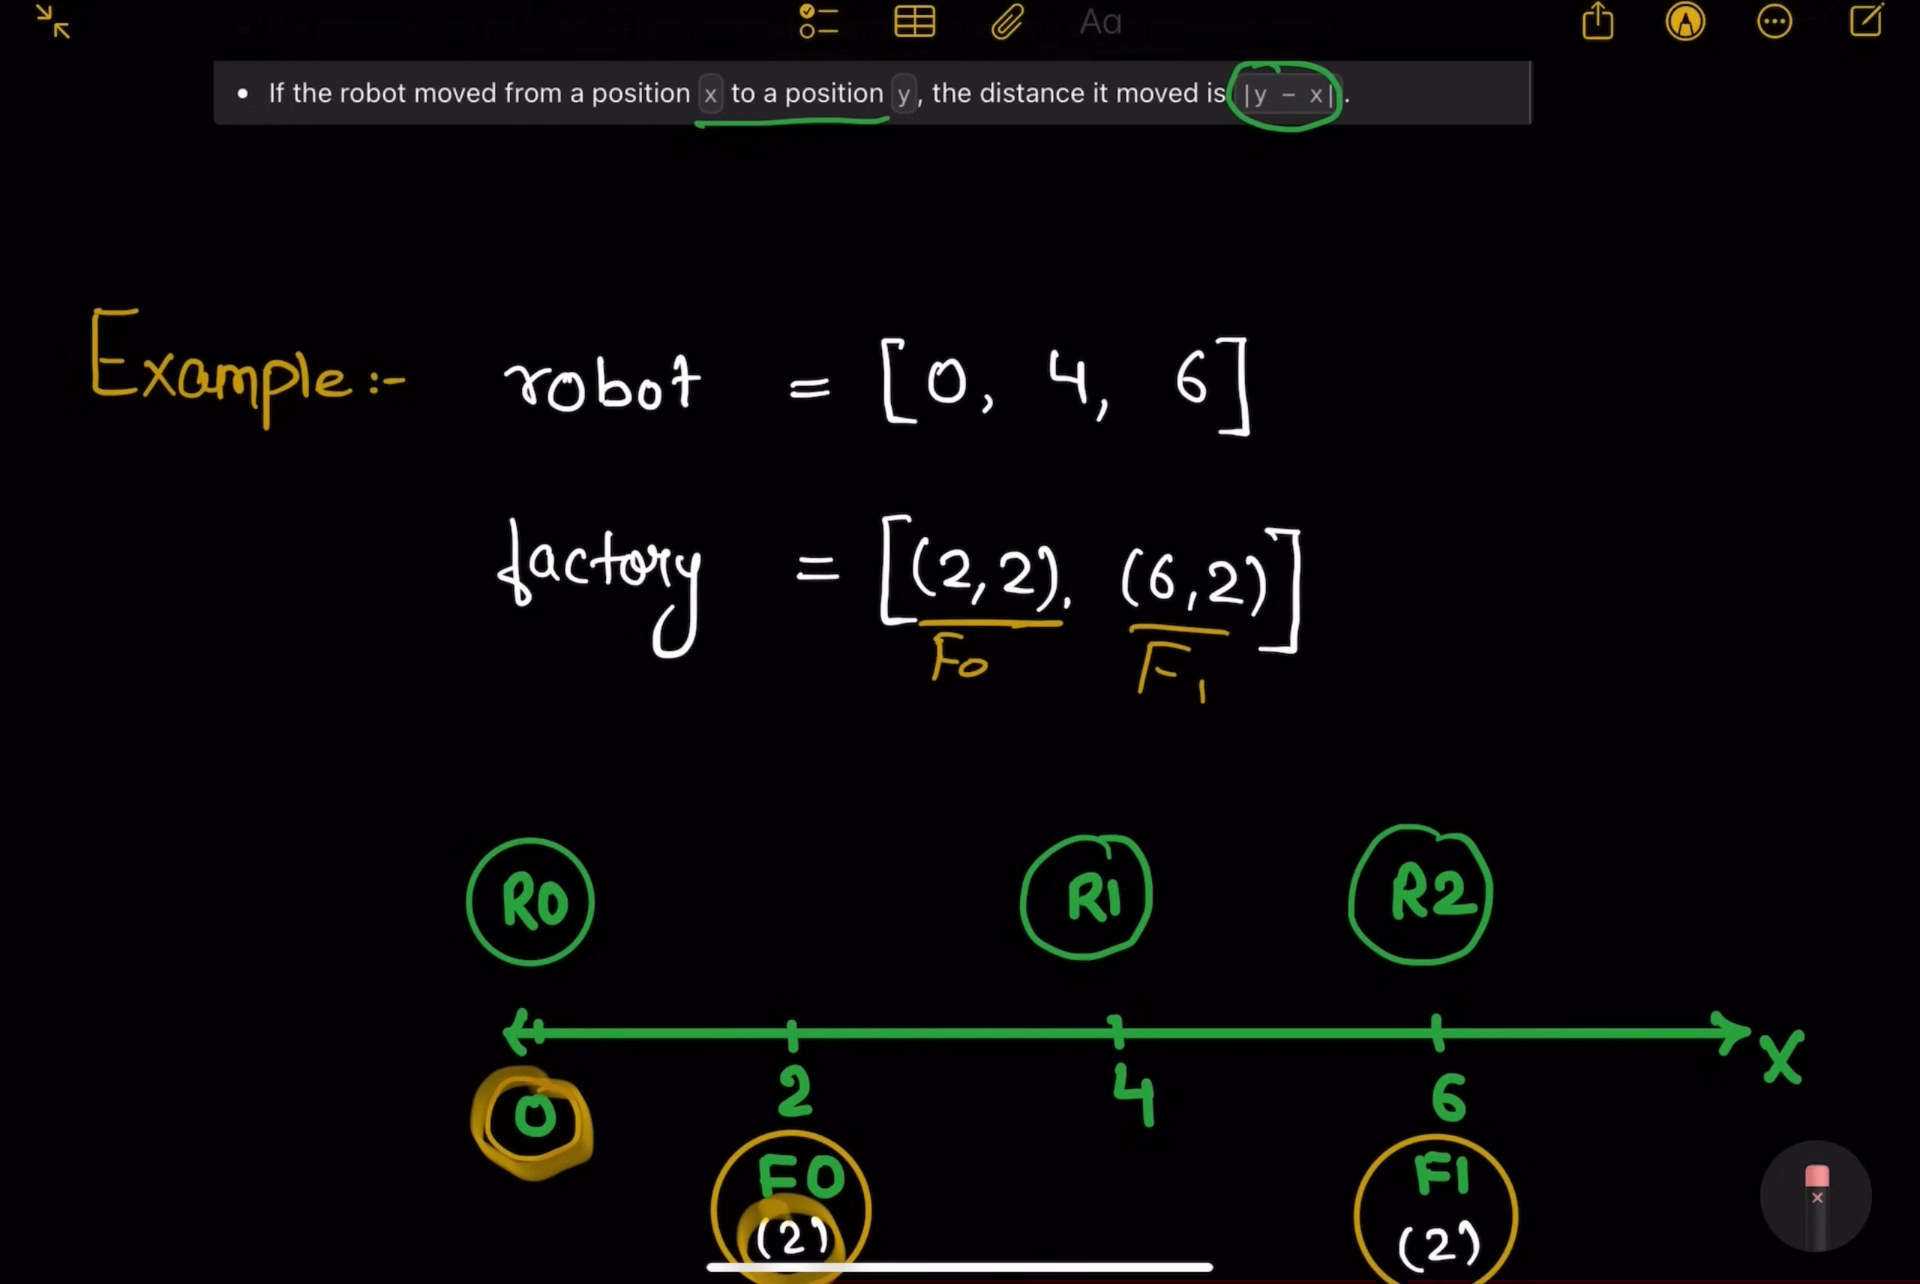 Aa
• If the robot moved from a position x to a position y, the distance it moved is |y - x|.
Example:- robot = [0, 4, 6]
factory = [(2,2), (6,2)]
F0 F1
R0 R1 R2
X
0 2 4 6
F0 F1
(2) (2)